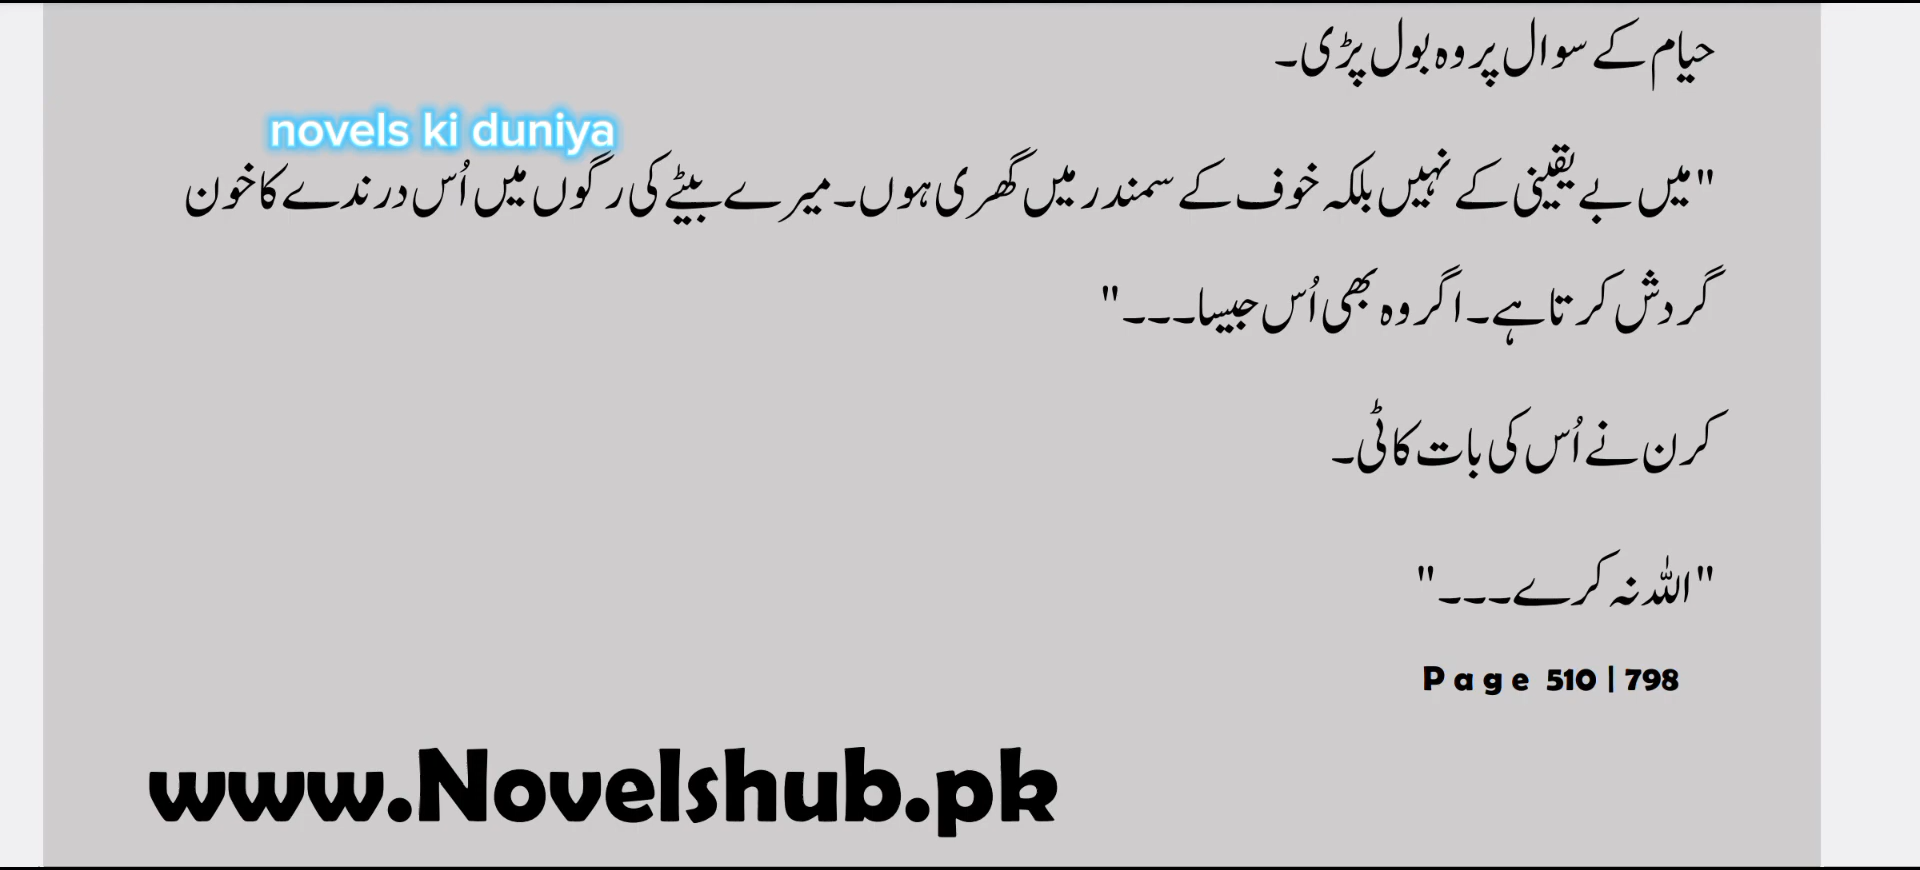 حیام کے سوال پر وہ بول پڑی۔
novels ki duniya
"میں بے یقینی کے نہیں بلکہ خوف کے سمندر میں گھری ہوں۔ میرے بیٹے کی رگوں میں اُس درندے کا خون
گردش کرتا ہے۔ اگر وہ بھی اُس جیسا۔۔۔"
کرن نے اُس کی بات کاٹی۔
"اللہ نہ کرے۔۔۔"
Page 510 | 798
www.Novelshub.pk